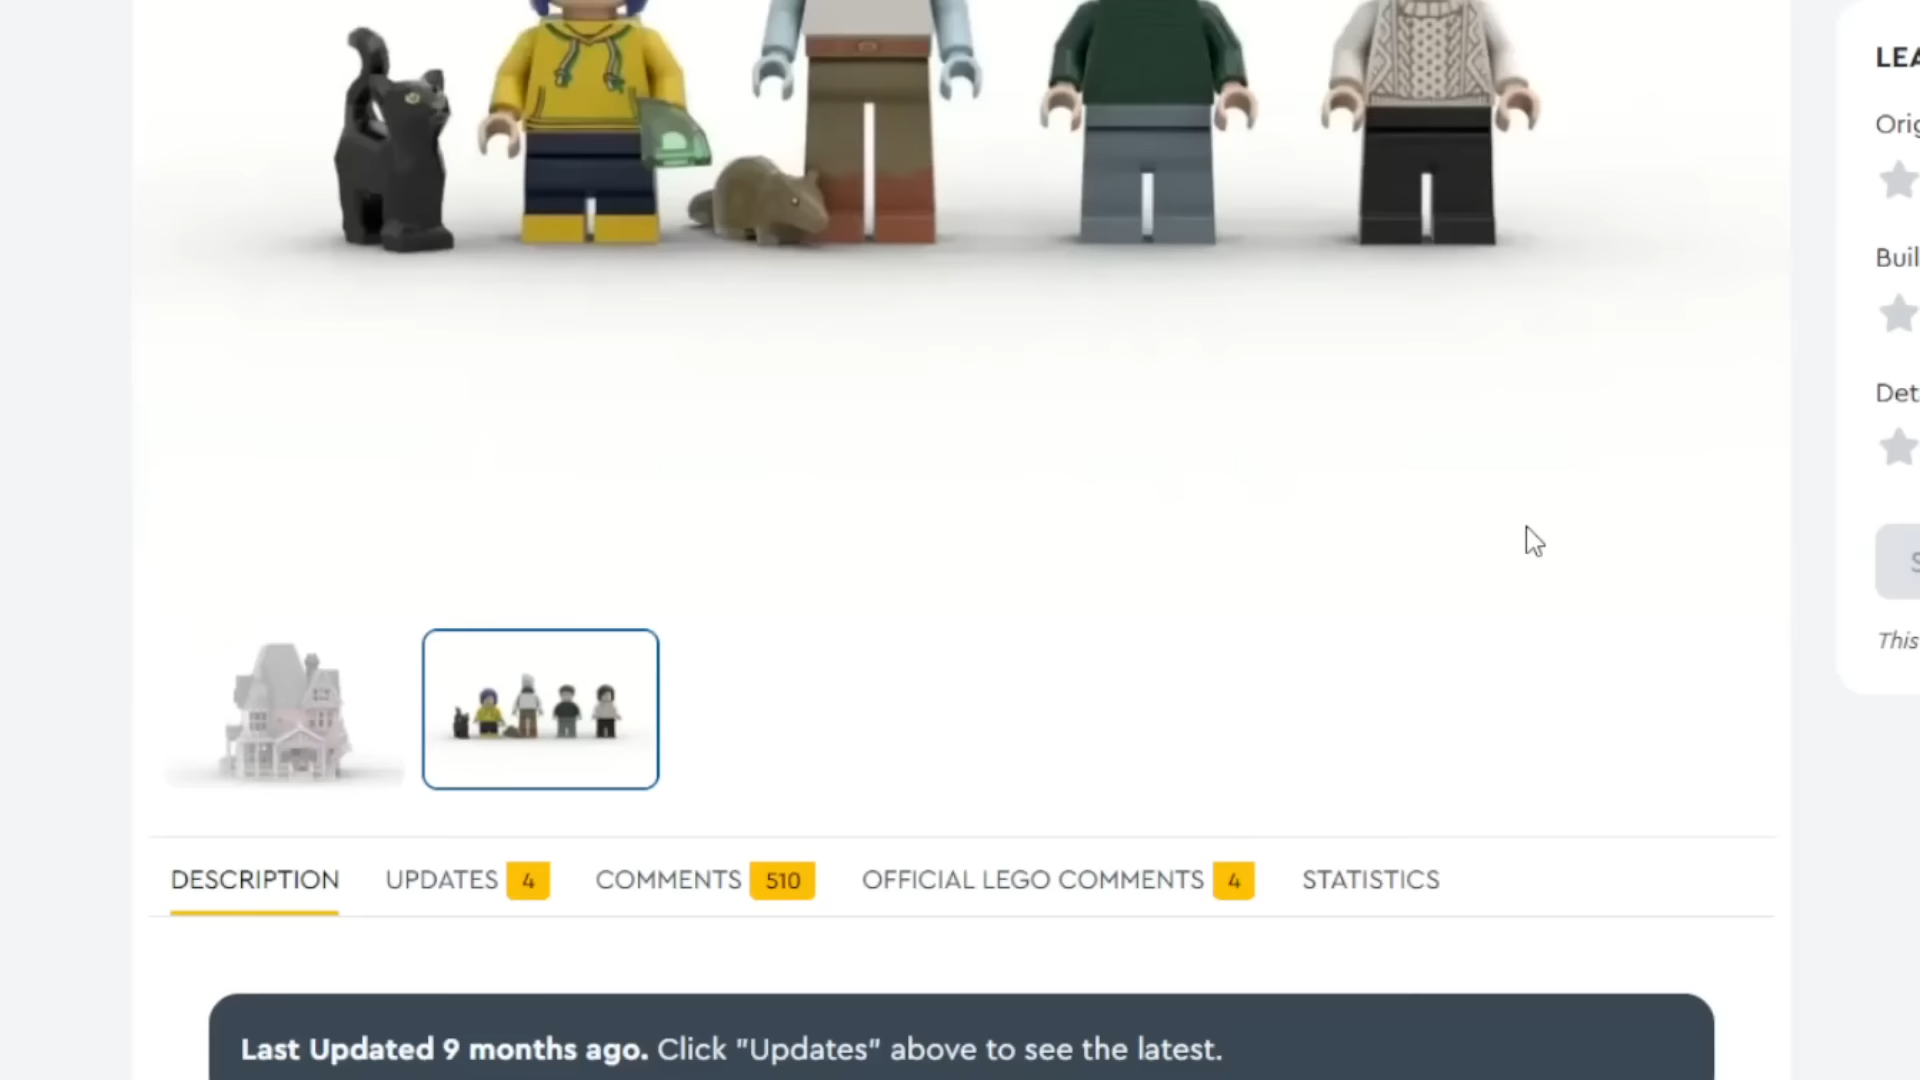 LEA
Orig
Buil
Det
S
This
DESCRIPTION UPDATES 4 COMMENTS 510 OFFICIAL LEGO COMMENTS 4 STATISTICS
Last Updated 9 months ago. Click "Updates" above to see the latest.